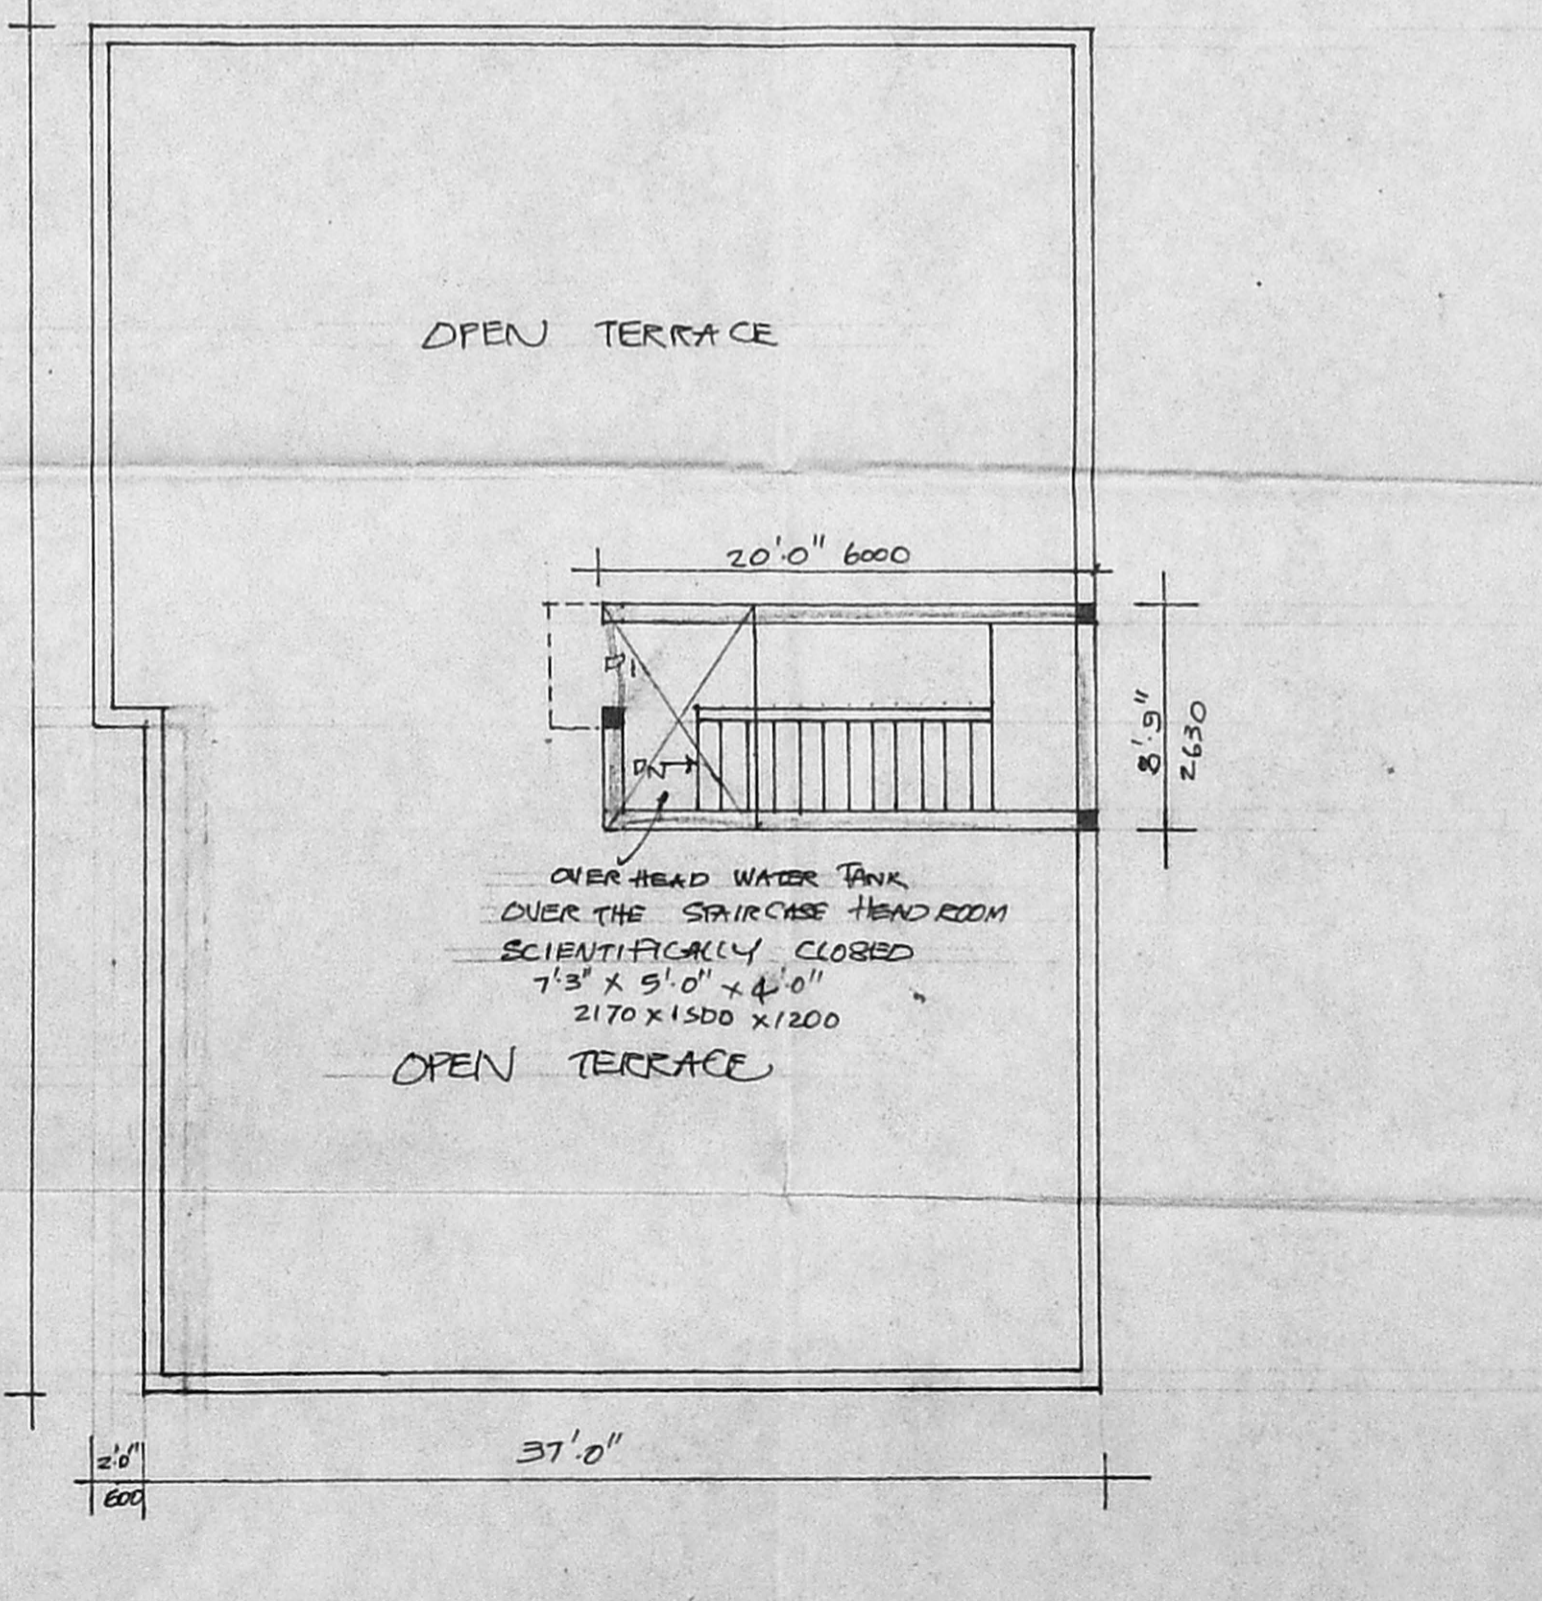 OPEN TERRACE
20'.0" 6000
8'.9"
2630
D1
DN
OVER HEAD WATER TANK
OVER THE STAIRCASE HEAD ROOM
SCIENTIFICALLY CLOSED
7'.3" X 5'.0" X 4'.0"
2170 X 1500 X 1200
OPEN TERRACE
37'.0"
2'.0"
600